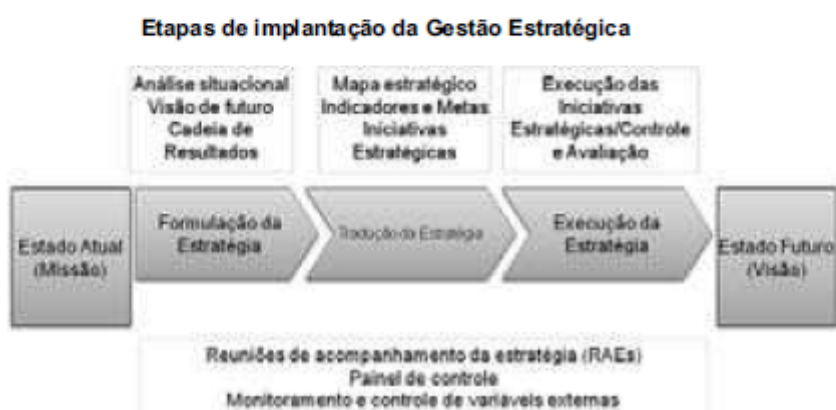 Etapas de implantação da Gestão Estratégica
Análise situacional
Visão de futuro
Cadeia de
Resultados
Mapa estratégico
Indicadores e Metas
Iniciativas
Estratégicas
Execução das
Iniciativas
Estratégicas/Controle
e Avaliação
Estado Atual
(Missão)
Formulação da
Estratégia
Tradução da Estratégia
Execução da
Estratégia
Estado Futuro
(Visão)
Reuniões de acompanhamento da estratégia (RAEs)
Painel de controle
Monitoramento e controle de variáveis externas